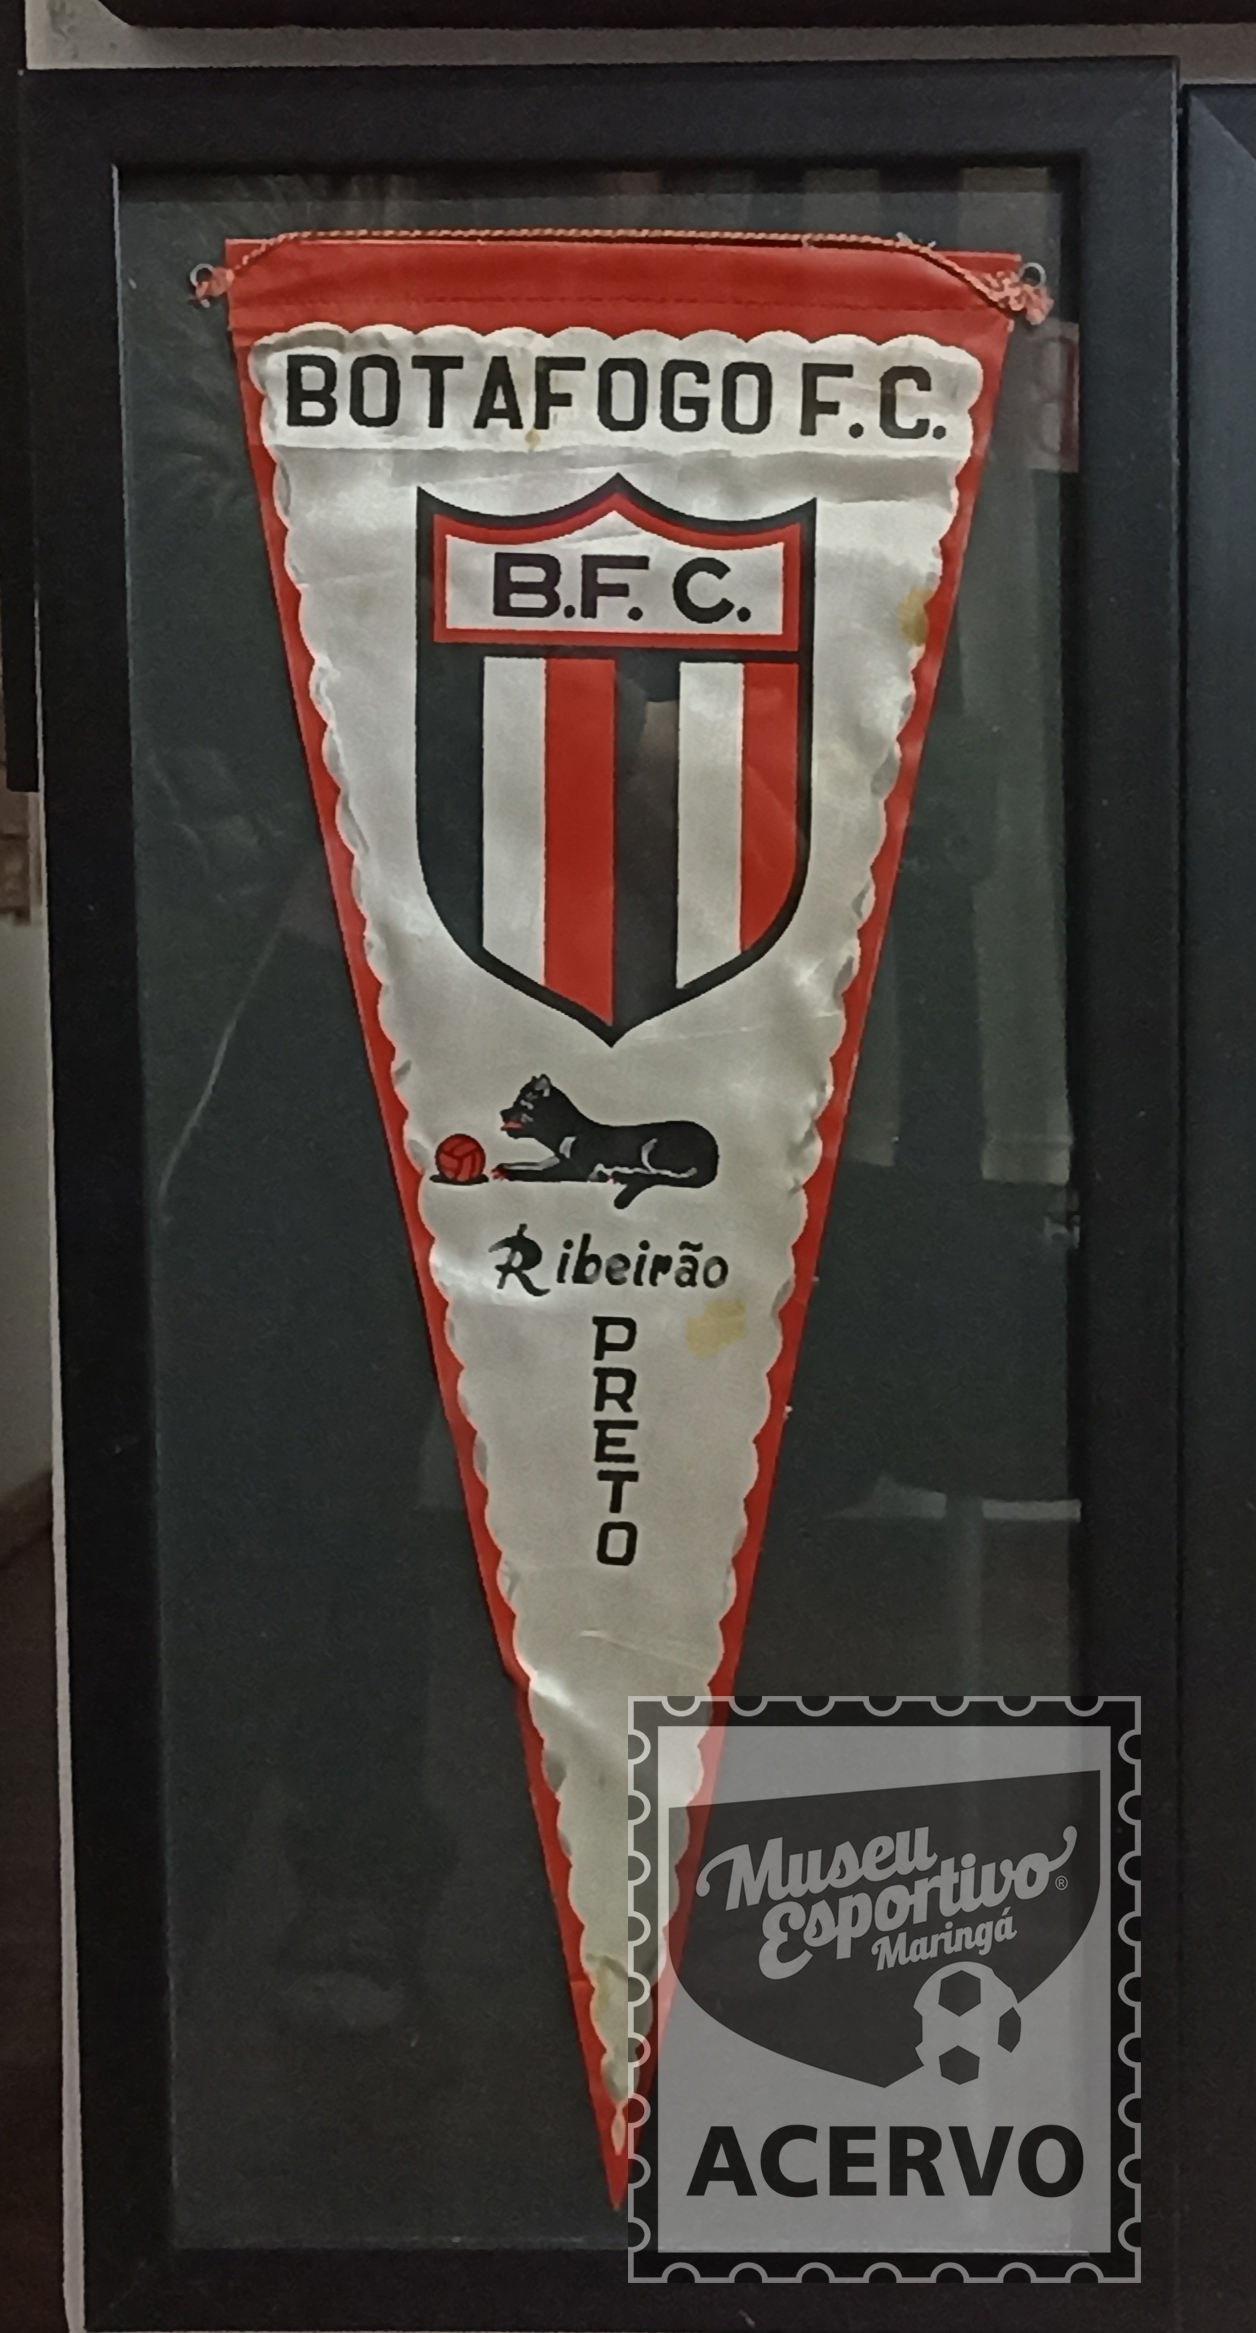 BOTAFOGO F.C.
B.F.C.
Ribeirão
PRETO
Museu
Esportivo®
Maringá
ACERVO